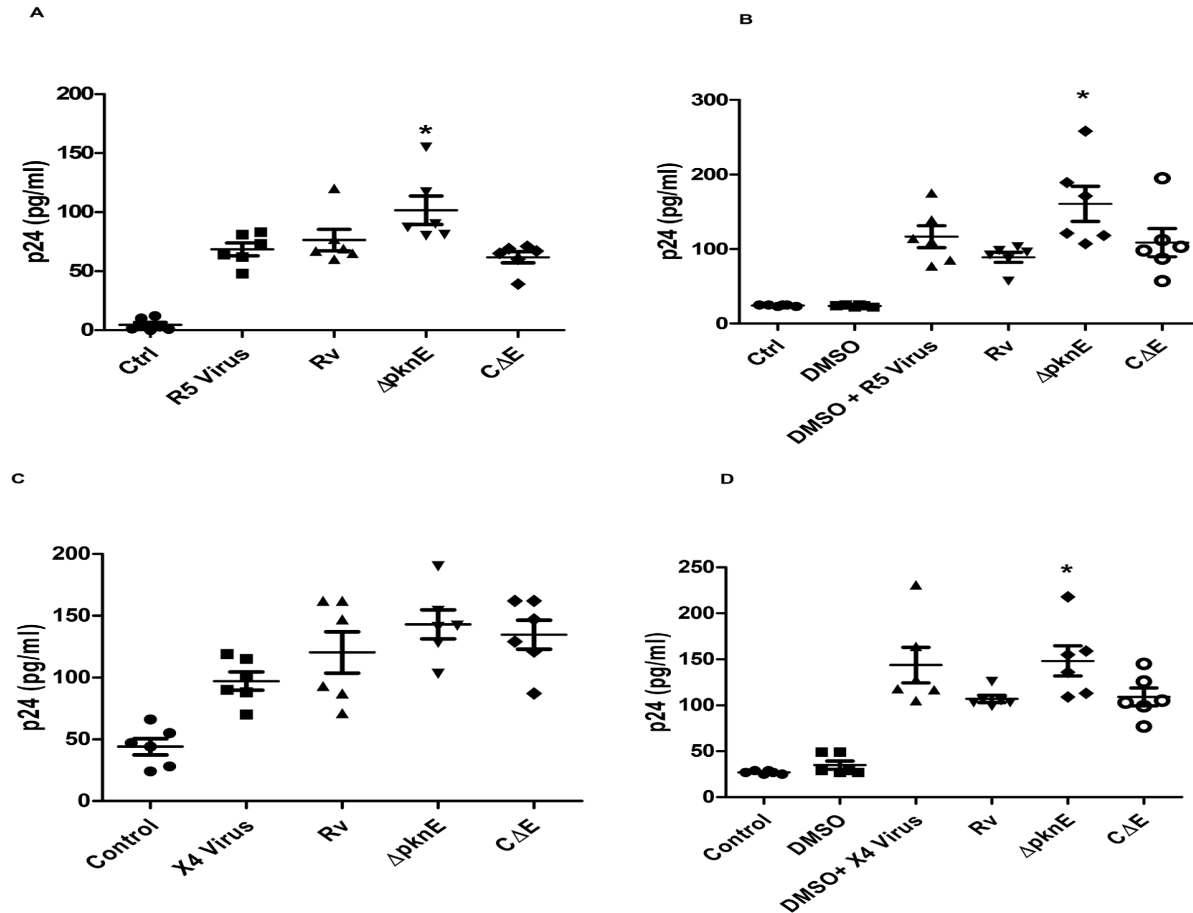 A
p24 (pg/ml)
200
150
100
50
0
*
Ctrl
R5 Virus
Rv
ΔpknE
CΔE
B
p24 (pg/ml)
300
200
100
0
*
Ctrl
DMSO
DMSO + R5 Virus
Rv
ΔpknE
CΔE
C
p24 (pg/ml)
200
150
100
50
0
Control
X4 Virus
Rv
ΔpknE
CΔE
D
p24 (pg/ml)
250
200
150
100
50
0
*
Control
DMSO
DMSO+ X4 Virus
Rv
ΔpknE
CΔE